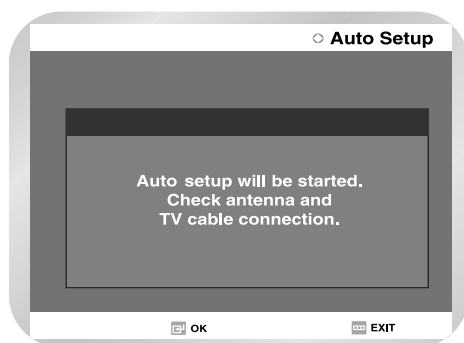 Auto Setup
Auto setup will be started.
Check antenna and
TV cable connection.
OK
EXIT